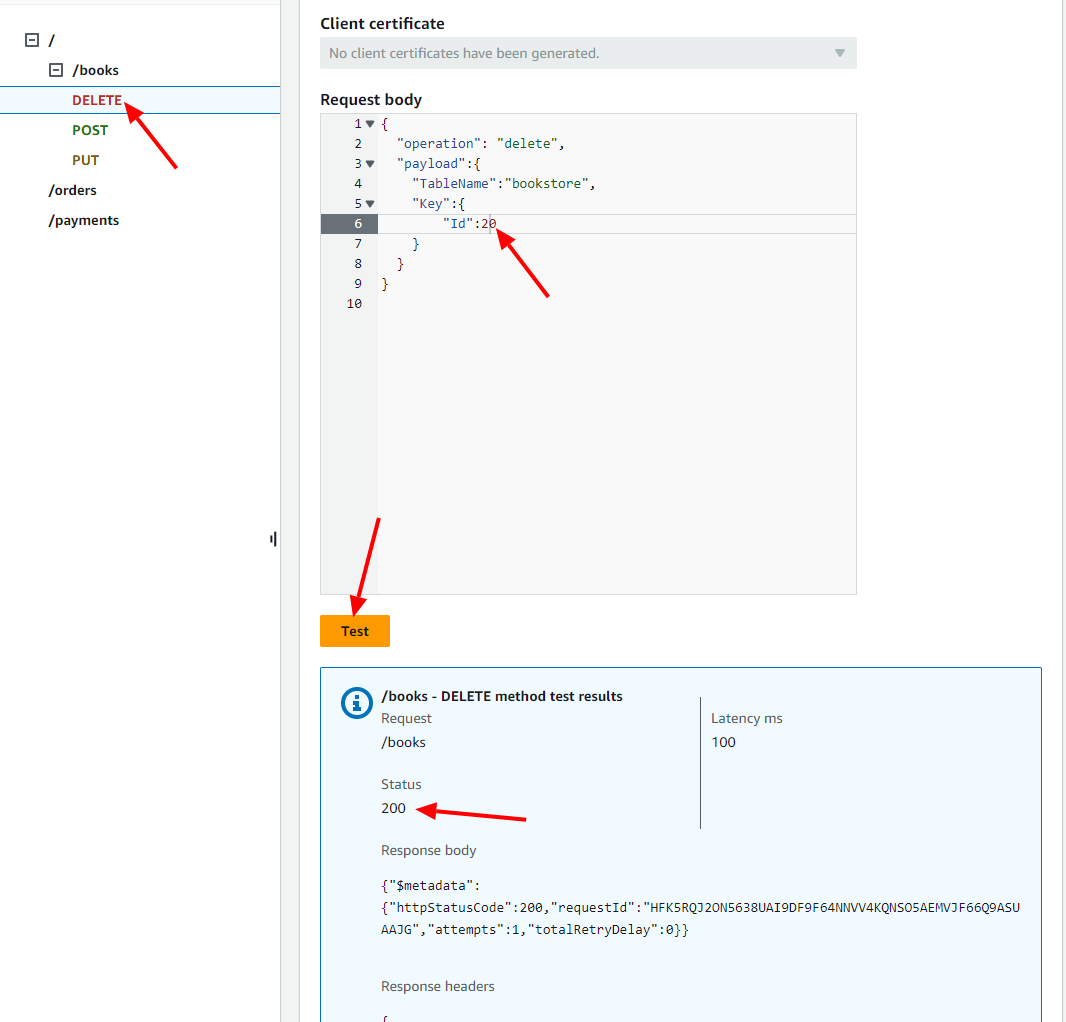 /
/books
DELETE
POST
PUT
/orders
/payments
Client certificate
No client certificates have been generated.
Request body
1 {
2 "operation": "delete",
3 "payload":{
4 "TableName":"bookstore",
5 "Key":{
6 "Id":20
7 }
8 }
9 }
10
Test
/books - DELETE method test results
Request
/books
Latency ms
100
Status
200
Response body
{"$metadata":
{"httpStatusCode":200,"requestId":"HFK5RQJ2ON5638UAI9DF9F64NNVV4KQNSO5AEMVJF66Q9ASU
AAJG","attempts":1,"totalRetryDelay":0}}
Response headers
{